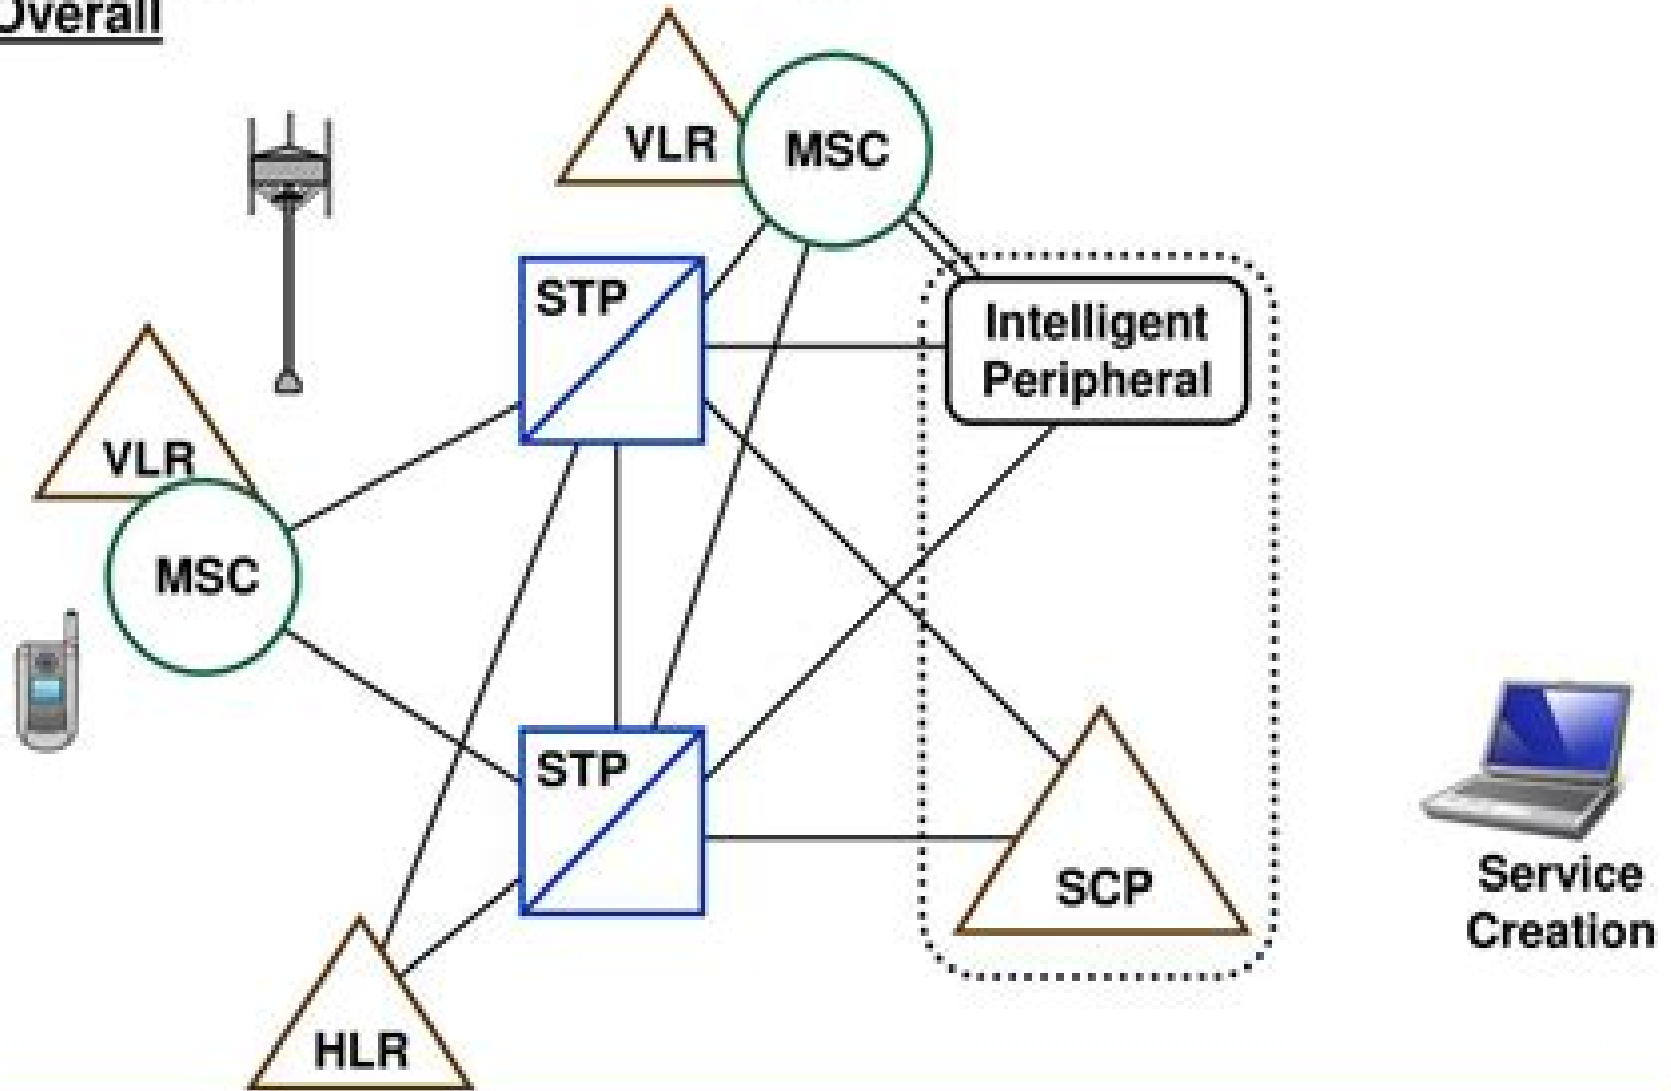 Overall
VLR
MSC
STP
Intelligent
Peripheral
VLR
MSC
STP
SCP
Service
Creation
HLR